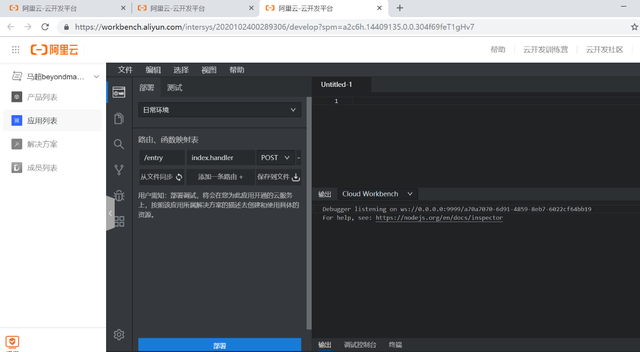 阿里云-云开发平台
阿里云-云开发平台
阿里云-云开发平台
https://workbench.aliyun.com/intersys/2020102400289306/develop?spm=a2c6h.14409135.0.0.304f69feT1gHv7
阿里云
帮助
云开发训练营
云开发社区
马超beyondma...
产品列表
应用列表
解决方案
成员列表
文件 编辑 选择 视图 帮助
部署 测试
日常环境
路由、函数映射表
/entry index.handler POST -
从文件同步 添加一条路由 + 保存到文件
用户需知：部署调试，将会在您为此应用开通的云服务
上，按照该应用所属解决方案的描述去创建和使用具体的
资源。
部署
Untitled-1
1
输出 Cloud Workbench
Debugger listening on ws://0.0.0.0:9999/a70a7070-6d91-4859-8eb7-6022cf64bb19
For help, see: https://nodejs.org/en/docs/inspector
输出 调试控制台 终端